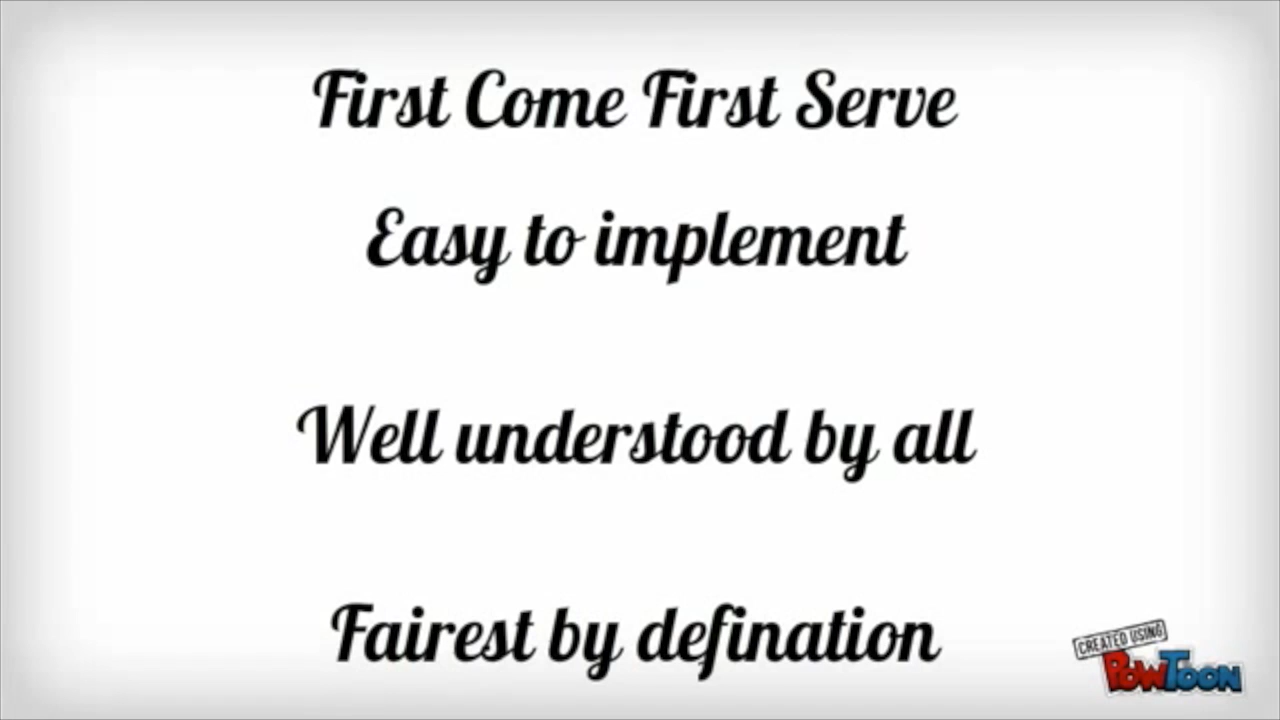 First Come First Serve
Easy to implement
Well understood by all
Fairest by defination
CREATED USING
POWTOON